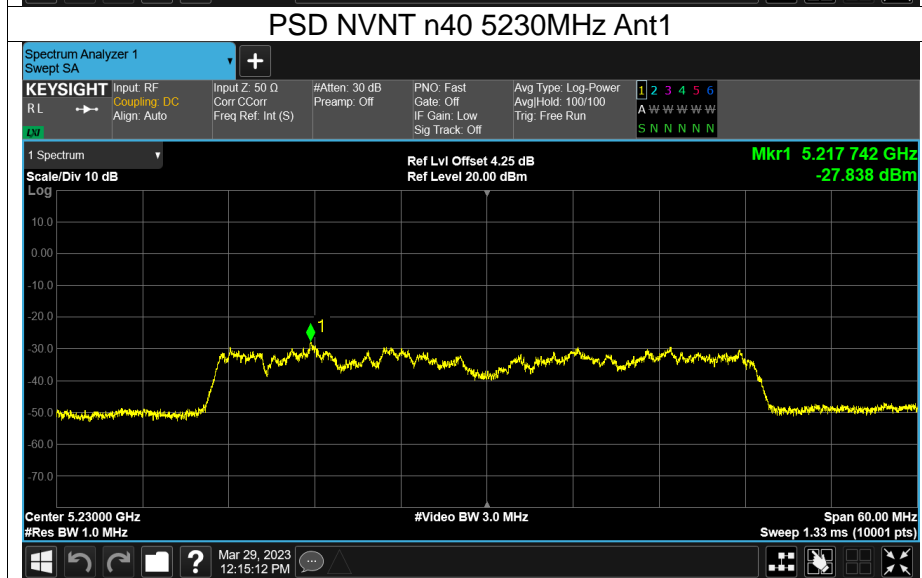 PSD NVNT n40 5230MHz Ant1
Spectrum Analyzer 1
Swept SA
▼
+
KEYSIGHT
R L
LXI
Input: RF
Coupling: DC
Align: Auto
Input Z: 50 Ω
Corr CCorr
Freq Ref: Int (S)
#Atten: 30 dB
Preamp: Off
PNO: Fast
Gate: Off
IF Gain: Low
Sig Track: Off
Avg Type: Log-Power
Avg|Hold: 100/100
Trig: Free Run
1 2 3 4 5 6
A W W W W W
S N N N N N
1 Spectrum ▼
Scale/Div 10 dB
Ref Lvl Offset 4.25 dB
Ref Level 20.00 dBm
Mkr1 5.217 742 GHz
-27.838 dBm
Log
10.0
0.00
-10.0
-20.0
-30.0
-40.0
-50.0
-60.0
-70.0
1
Center 5.23000 GHz
#Res BW 1.0 MHz
#Video BW 3.0 MHz
Span 60.00 MHz
Sweep 1.33 ms (10001 pts)
?
Mar 29, 2023
12:15:12 PM